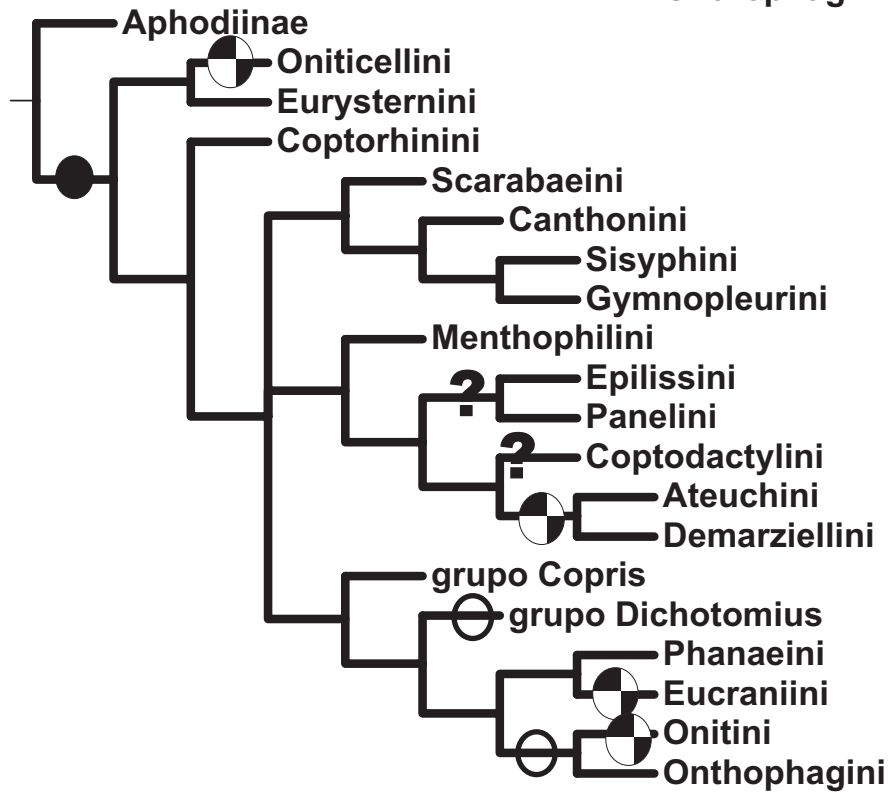 Aphodiinae
Oniticellini
Eurysternini
Coptorhinini
Scarabaeini
Canthonini
Sisyphini
Gymnopleurini
Menthophilini
?
Epilissini
Panelini
?
Coptodactylini
Ateuchini
Demarziellini
grupo Copris
grupo Dichotomius
Phanaeini
Eucraniini
Onitini
Onthophagini